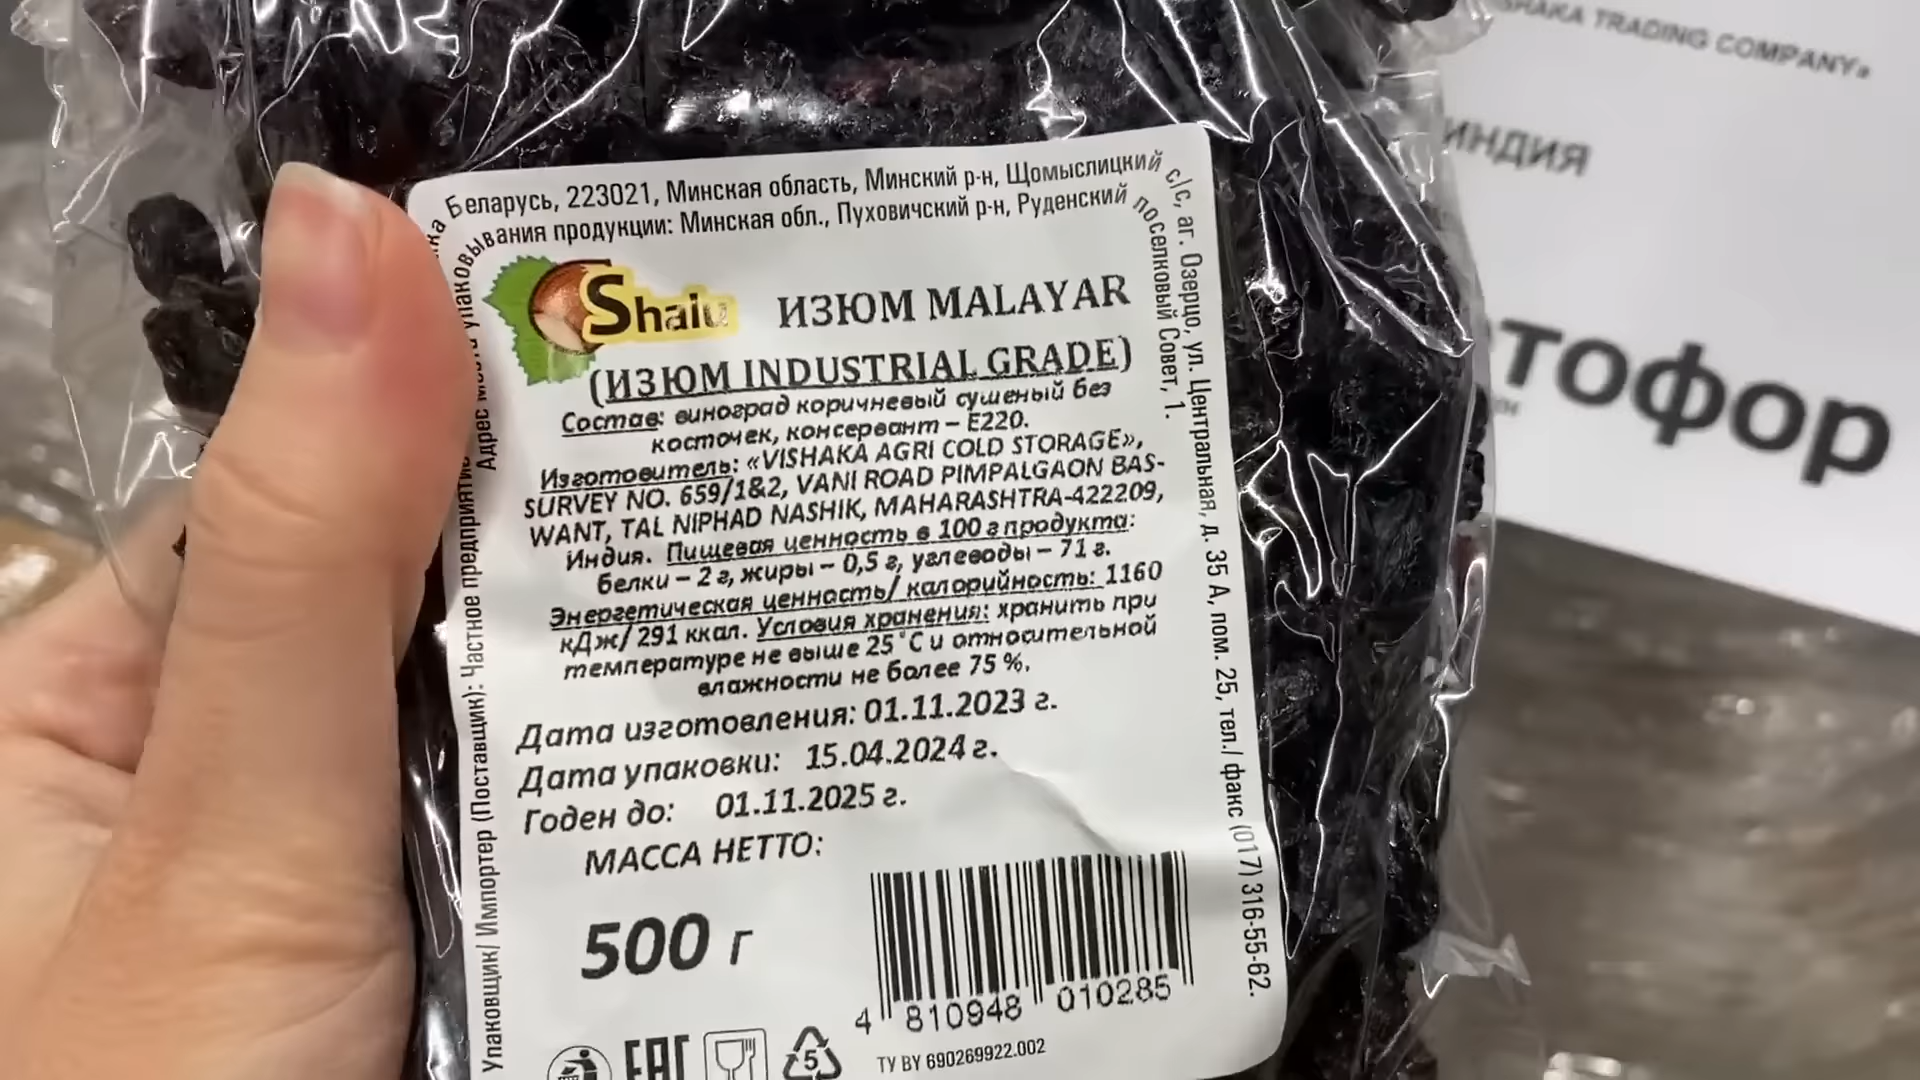 Беларусь, 223021, Минская область, Минский р-н, Щомыслицкий с/с, аг. Озерцо, ул. Центральная, д. 35 А, пом. 25, тел./ факс (017) 316-55-62.
упаковывания продукции: Минская обл., Пуховичский р-н, Руденский поселковый Совет, 1.
Упаковщик/ Импортер (Поставщик): Частное предприятие
Адрес места
Shalu
ИЗЮМ MALAYAR
(ИЗЮМ INDUSTRIAL GRADE)
Состав: виноград коричневый сушеный без
косточек, консервант – Е220.
Изготовитель: «VISHAKA AGRI COLD STORAGE»,
SURVEY NO. 659/1&2, VANI ROAD PIMPALGAON BAS-
WANT, TAL NIPHAD NASHIK, MAHARASHTRA-422209,
Индия. Пищевая ценность в 100 г продукта:
белки – 2 г, жиры – 0,5 г, углеводы – 71 г.
Энергетическая ценность/ калорийность: 1160
кДж/ 291 ккал. Условия хранения: хранить при
температуре не выше 25°С и относительной
влажности не более 75 %.
Дата изготовления: 01.11.2023 г.
Дата упаковки: 15.04.2024 г.
Годен до: 01.11.2025 г.
МАССА НЕТТО:
500 г
4 810948 010285
EAC
5
ТУ BY 690269922.002
SHAKA TRADING COMPANY»
ИНДИЯ
тофор